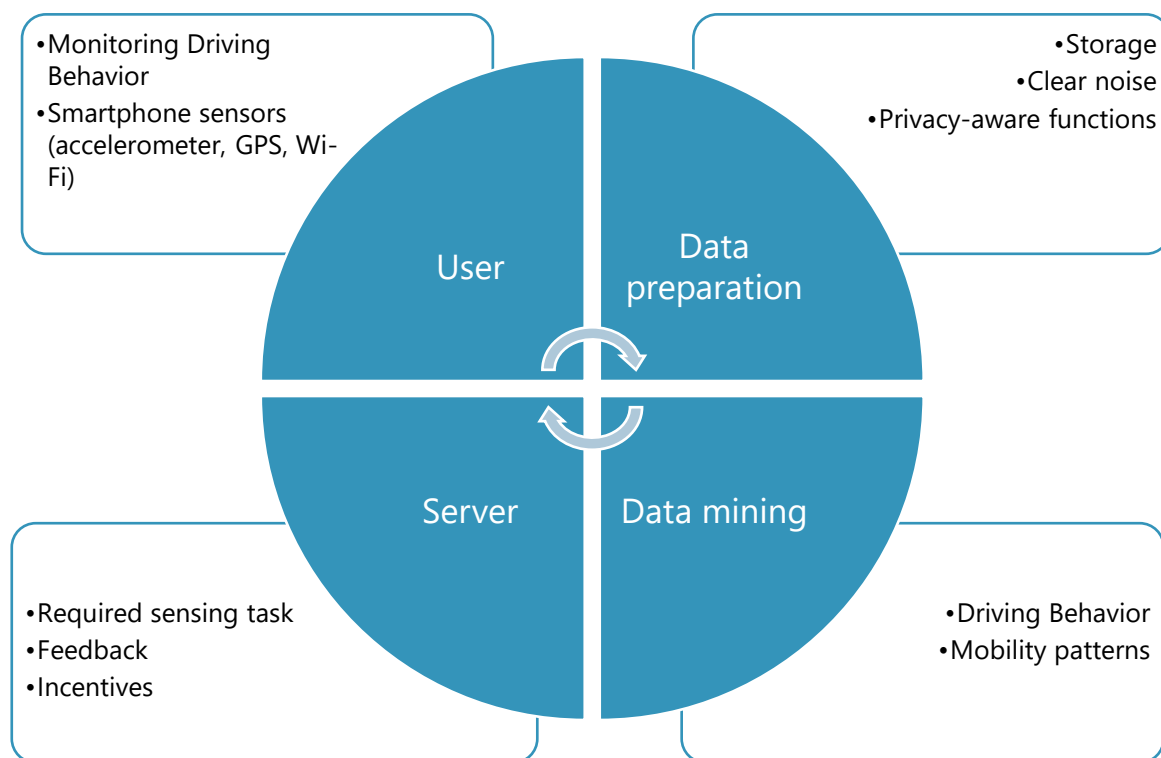 •Monitoring Driving
Behavior
•Smartphone sensors
(accelerometer, GPS, Wi-
Fi)
•Storage
•Clear noise
•Privacy-aware functions
User
Data
preparation
Server
Data mining
•Required sensing task
•Feedback
•Incentives
•Driving Behavior
•Mobility patterns